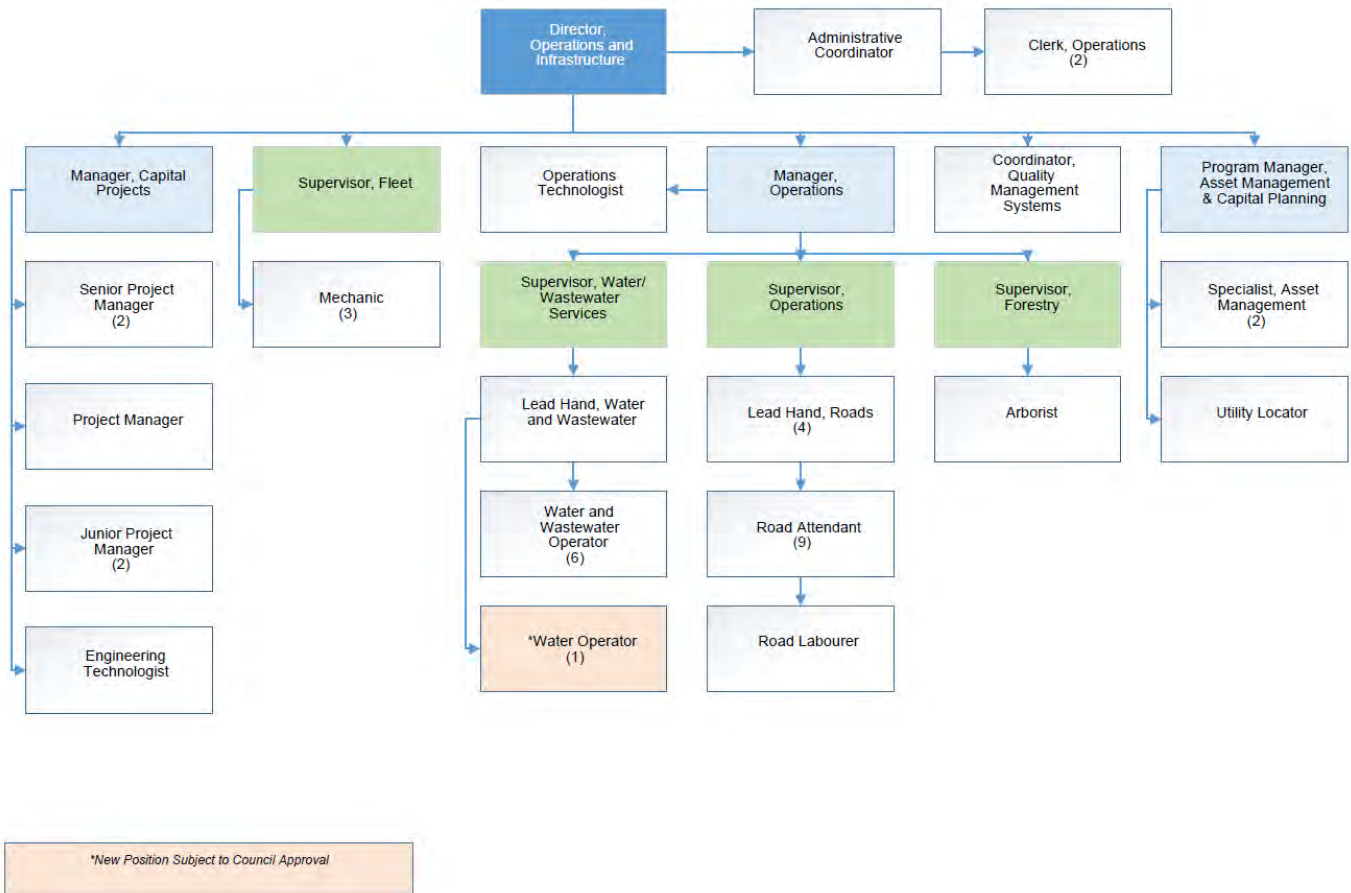 Director,
Operations and
Infrastructure
Administrative
Coordinator
Clerk, Operations
(2)
Manager, Capital
Projects
Supervisor, Fleet
Operations
Technologist
Manager,
Operations
Coordinator,
Quality
Management
Systems
Program Manager,
Asset Management
& Capital Planning
Senior Project
Manager
(2)
Mechanic
(3)
Supervisor, Water/
Wastewater
Services
Supervisor,
Operations
Supervisor,
Forestry
Specialist, Asset
Management
(2)
Project Manager
Lead Hand, Water
and Wastewater
Lead Hand, Roads
(4)
Arborist
Utility Locator
Junior Project
Manager
(2)
Water and
Wastewater
Operator
(6)
Road Attendant
(9)
Engineering
Technologist
*Water Operator
(1)
Road Labourer
*New Position Subject to Council Approval